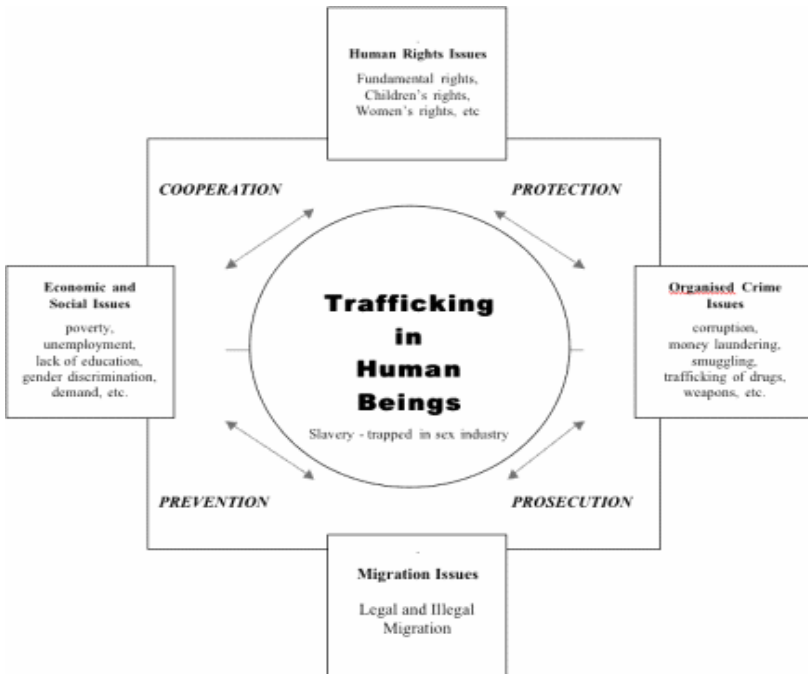 Human Rights Issues
Fundamental rights,
Children's rights,
Women's rights, etc
COOPERATION
PROTECTION
Economic and
Social Issues
poverty,
unemployment,
lack of education,
gender discrimination,
demand, etc.
Trafficking
in
Human
Beings
Slavery - trapped in sex industry
Organised Crime
Issues
corruption,
money laundering,
smuggling,
trafficking of drugs,
weapons, etc.
PREVENTION
PROSECUTION
Migration Issues
Legal and Illegal
Migration